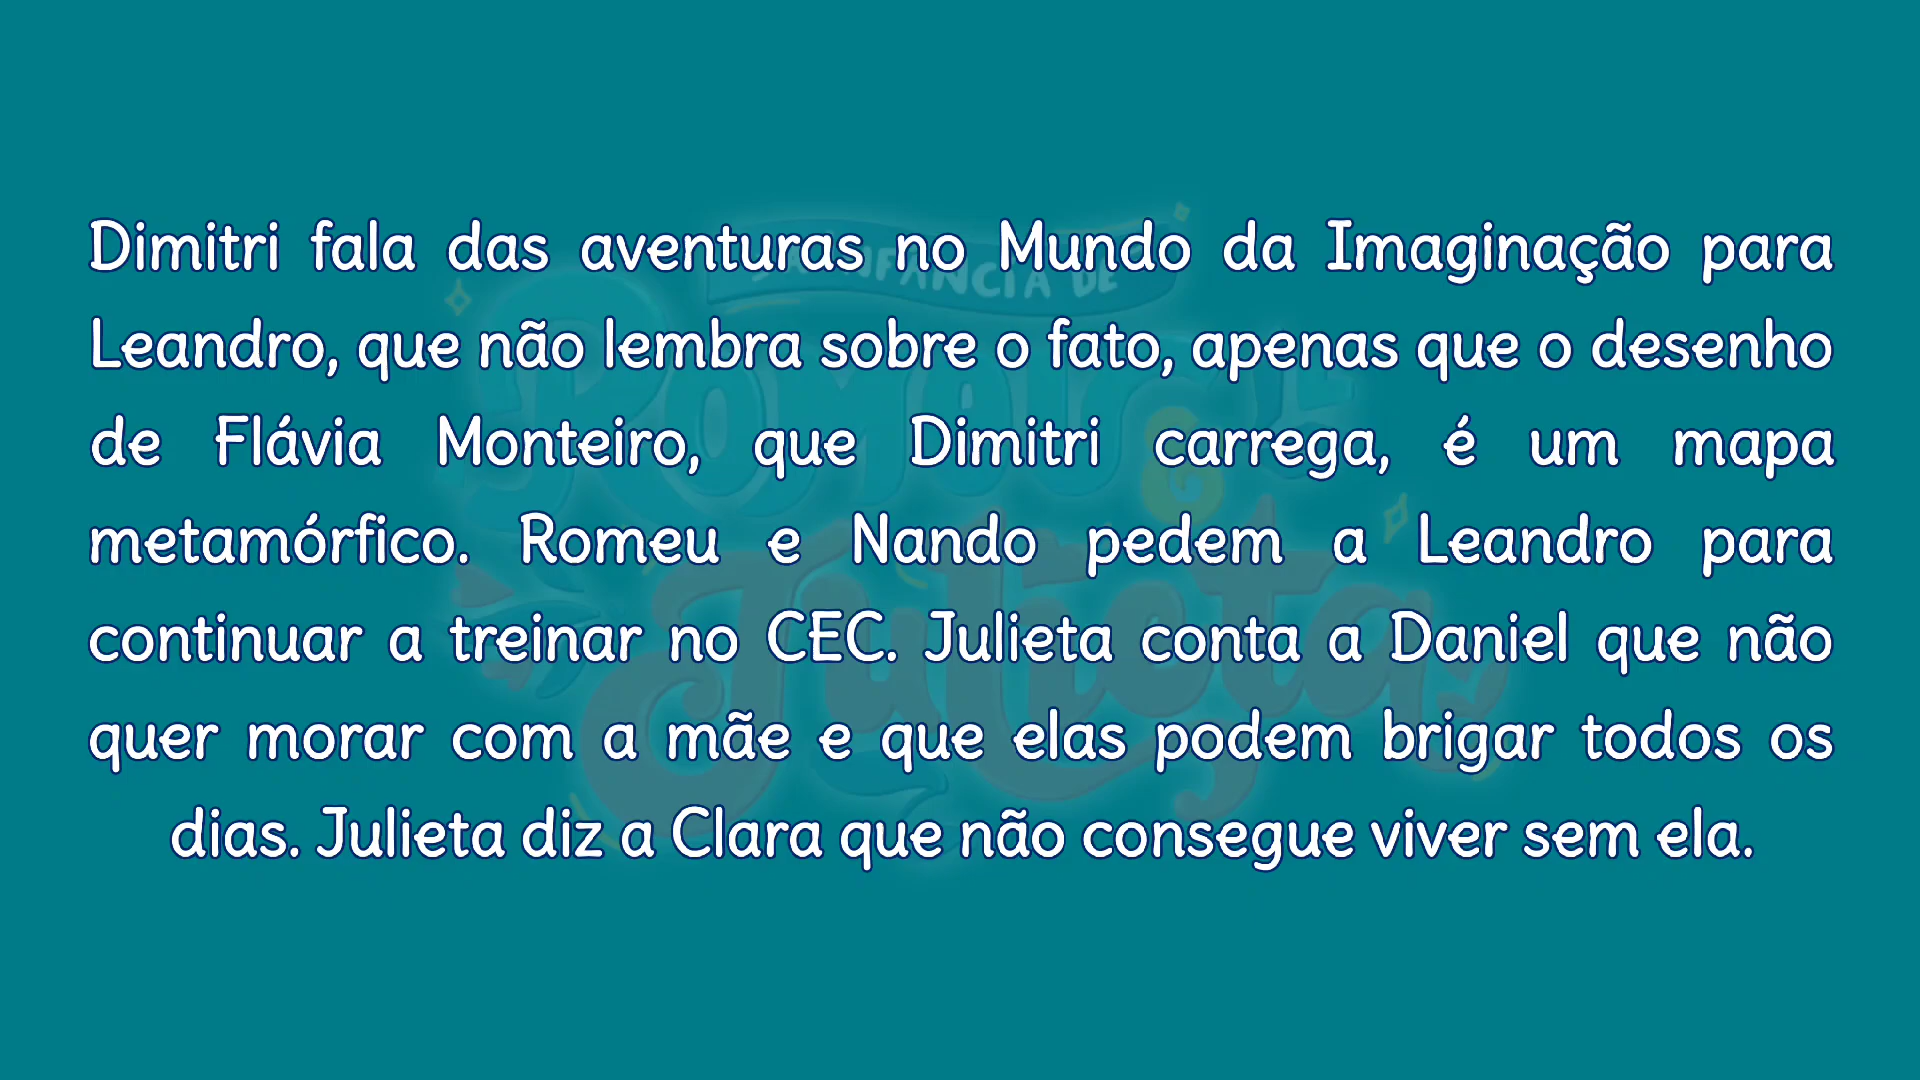 Dimitri fala das aventuras no Mundo da Imaginação para
Leandro, que não lembra sobre o fato, apenas que o desenho
de Flávia Monteiro, que Dimitri carrega, é um mapa
metamórfico. Romeu e Nando pedem a Leandro para
continuar a treinar no CEC. Julieta conta a Daniel que não
quer morar com a mãe e que elas podem brigar todos os
dias. Julieta diz a Clara que não consegue viver sem ela.